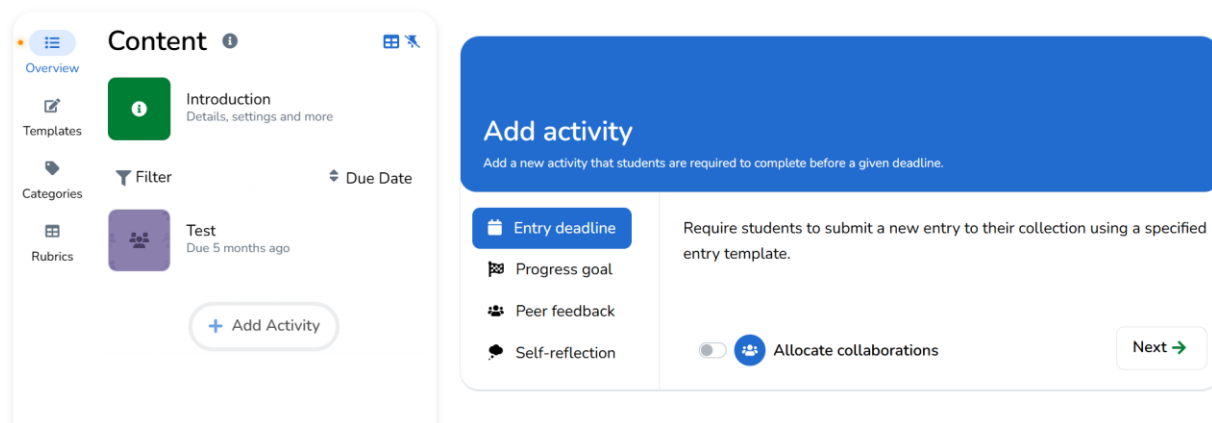 Overview
Templates
Categories
Rubrics
Content
Introduction
Details, settings and more
Filter
Due Date
Test
Due 5 months ago
+ Add Activity
Add activity
Add a new activity that students are required to complete before a given deadline.
Entry deadline
Progress goal
Peer feedback
Self-reflection
Require students to submit a new entry to their collection using a specified
entry template.
Allocate collaborations
Next →